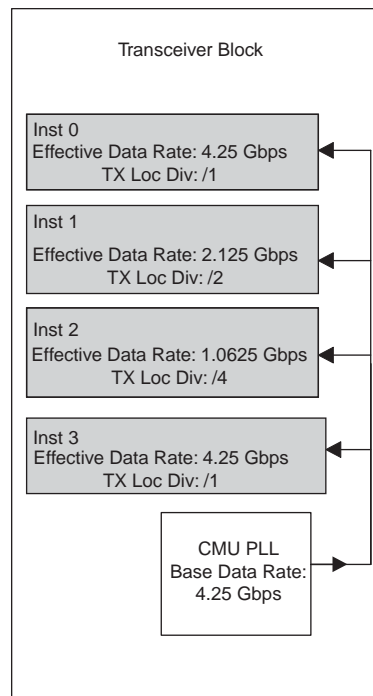 Transceiver Block
Inst 0
Effective Data Rate: 4.25 Gbps
TX Loc Div: /1
Inst 1
Effective Data Rate: 2.125 Gbps
TX Loc Div: /2
Inst 2
Effective Data Rate: 1.0625 Gbps
TX Loc Div: /4
Inst 3
Effective Data Rate: 4.25 Gbps
TX Loc Div: /1
CMU PLL
Base Data Rate:
4.25 Gbps